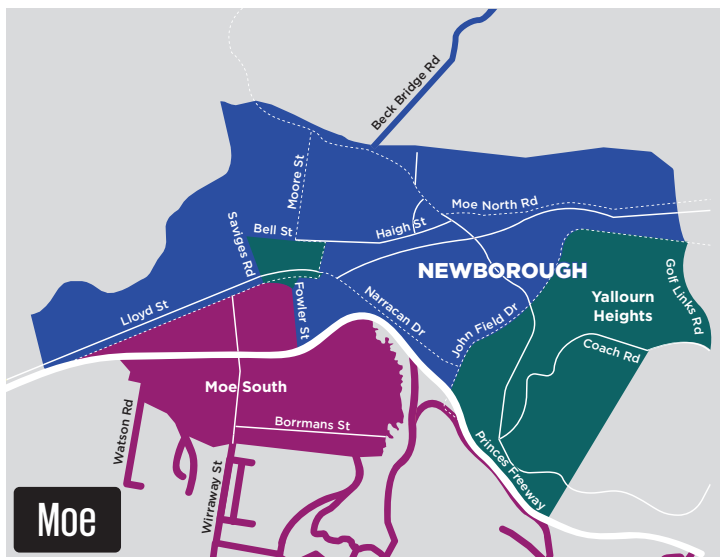 Beck Bridge Rd
Moore St
Moe North Rd
Bell St
Haigh St
Saviges Rd
NEWBOROUGH
Golf Links Rd
Yallourn
Heights
Lloyd St
Fowler St
Narracan Dr
John Field Dr
Coach Rd
Moe South
Borrmans St
Watson Rd
Wirraway St
Princes Freeway
Moe